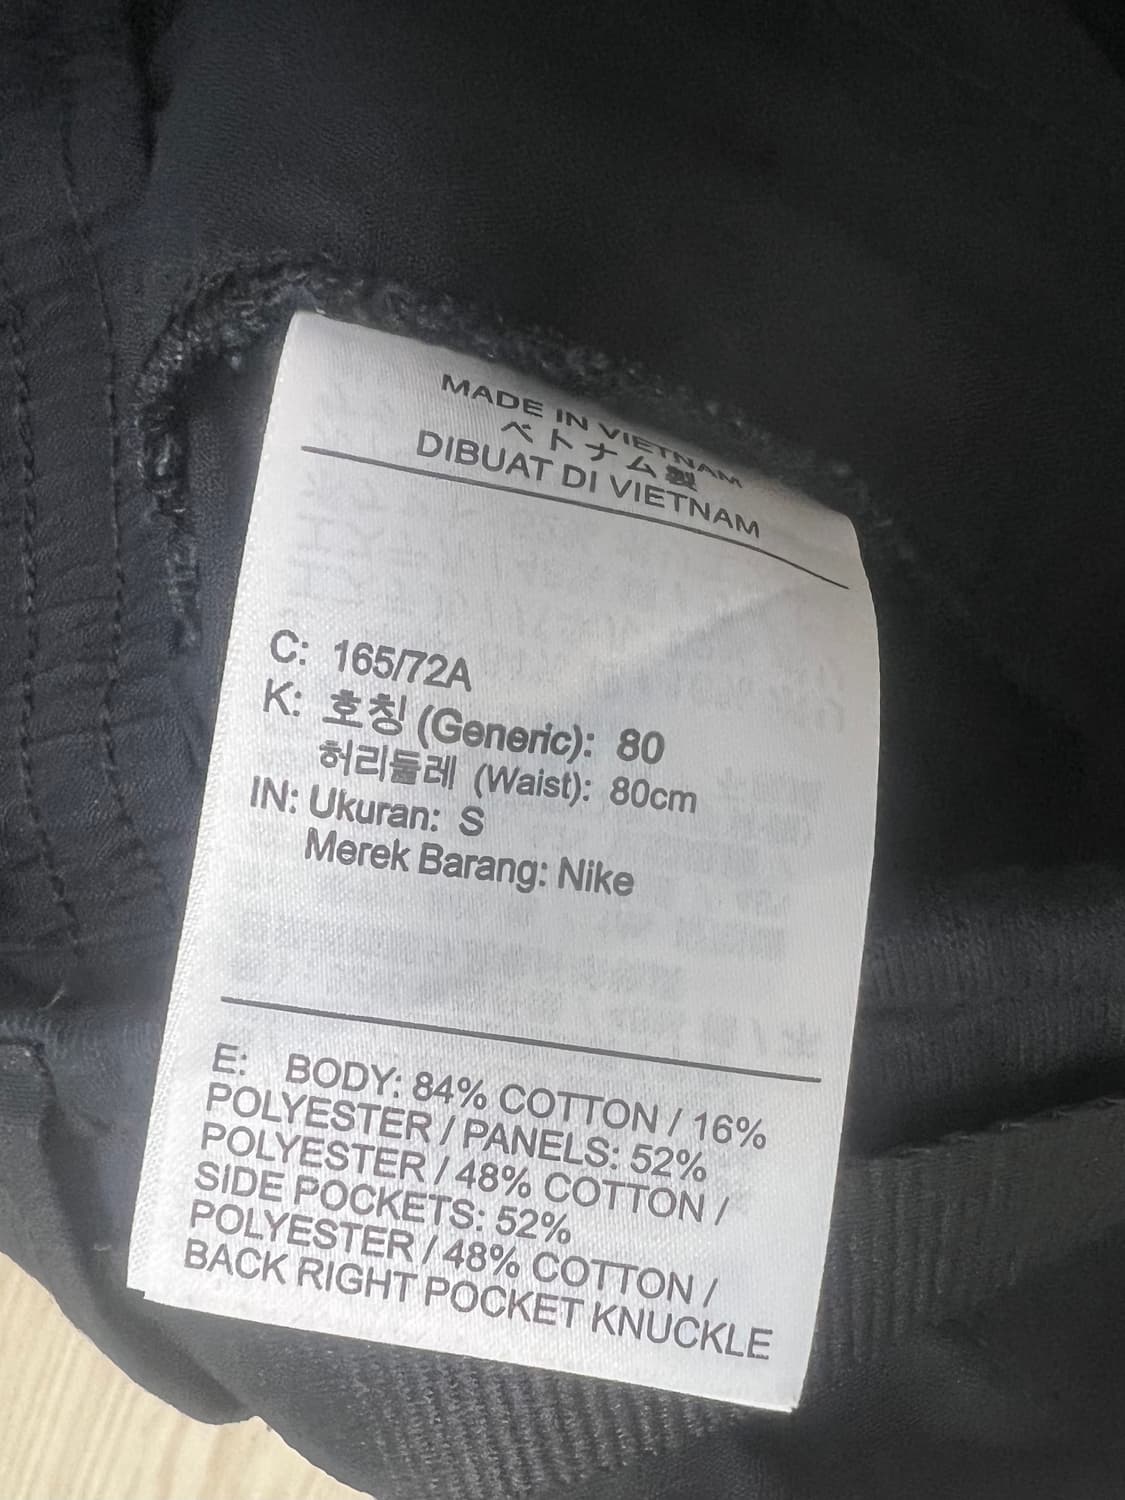 MADE IN VIETNAM
ベトナム製
DIBUAT DI VIETNAM
C: 165/72A
K: 호칭 (Generic): 80
허리둘레 (Waist): 80cm
IN: Ukuran: S
Merek Barang: Nike
E: BODY: 84% COTTON / 16%
POLYESTER / PANELS: 52%
POLYESTER / 48% COTTON /
SIDE POCKETS: 52%
POLYESTER / 48% COTTON /
BACK RIGHT POCKET KNUCKLE